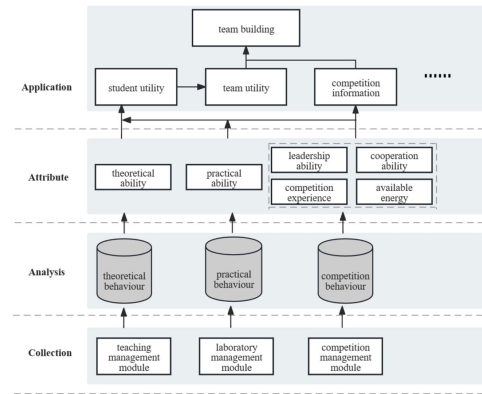 team building
Application
student utility
team utility
competition
information
......
Attribute
theoretical
ability
practical
ability
leadership
ability
cooperation
ability
competition
experience
available
energy
Analysis
theoretical
behaviour
practical
behaviour
competition
behaviour
Collection
teaching
management
module
laboratory
management
module
competition
management
module